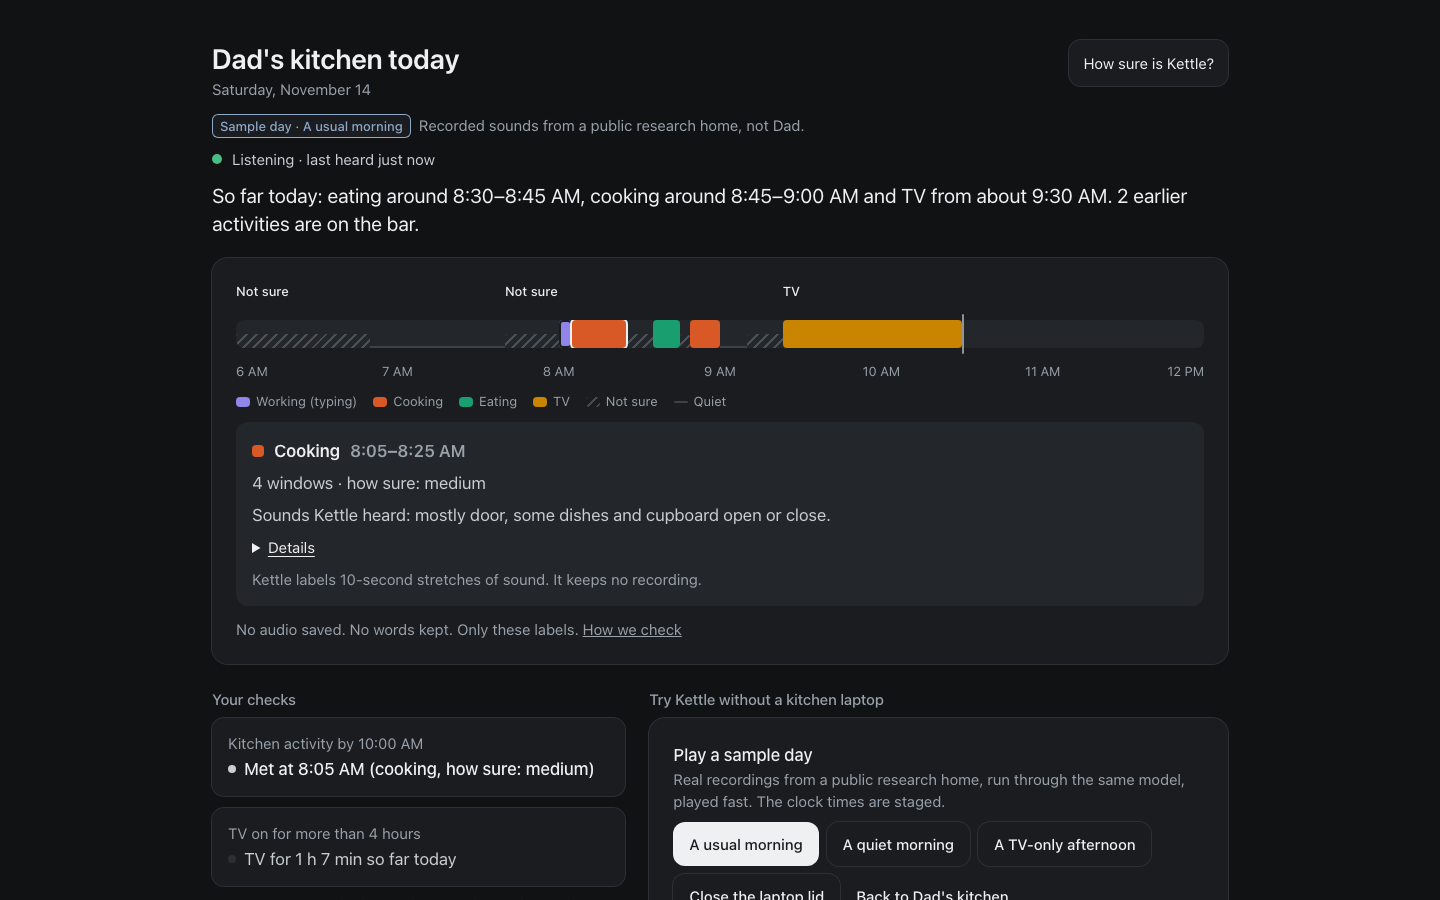 Dad's kitchen today
How sure is Kettle?
Saturday, November 14
Sample day · A usual morning Recorded sounds from a public research home, not Dad.
Listening · last heard just now
So far today: eating around 8:30–8:45 AM, cooking around 8:45–9:00 AM and TV from about 9:30 AM. 2 earlier
activities are on the bar.
Not sure Not sure TV
6 AM 7 AM 8 AM 9 AM 10 AM 11 AM 12 PM
Working (typing) Cooking Eating TV Not sure Quiet
Cooking 8:05–8:25 AM
4 windows · how sure: medium
Sounds Kettle heard: mostly door, some dishes and cupboard open or close.
Details
Kettle labels 10-second stretches of sound. It keeps no recording.
No audio saved. No words kept. Only these labels. How we check
Your checks
Kitchen activity by 10:00 AM
Met at 8:05 AM (cooking, how sure: medium)
TV on for more than 4 hours
TV for 1 h 7 min so far today
Try Kettle without a kitchen laptop
Play a sample day
Real recordings from a public research home, run through the same model,
played fast. The clock times are staged.
A usual morning A quiet morning A TV-only afternoon
Close the laptop lid Back to Dad's kitchen